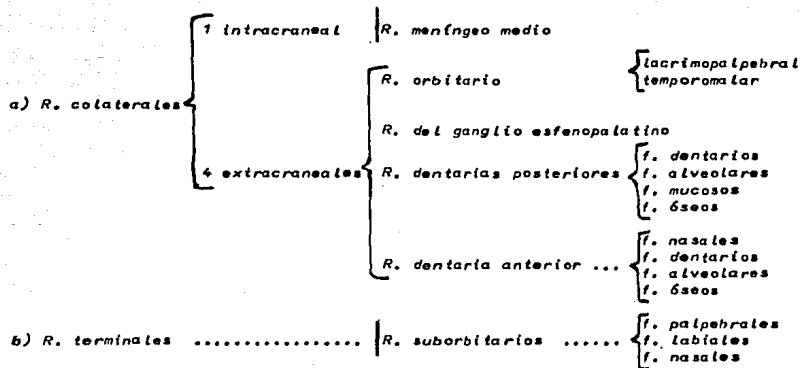 1 intracraneal R. meníngeo medio
lacrimopalpebral
R. orbitario
temporomalar
a) R. colaterales
R. del ganglio esfenopalatino
4 extracraneales R. dentarias posteriores f. dentarios
f. alveolares
f. mucosos
f. óseos
f. nasales
R. dentaria anterior ... f. dentarios
f. alveolares
f. óseos
b) R. terminales ................. R. suborbitarios ...... f. palpebrales
f. labiales
f. nasales